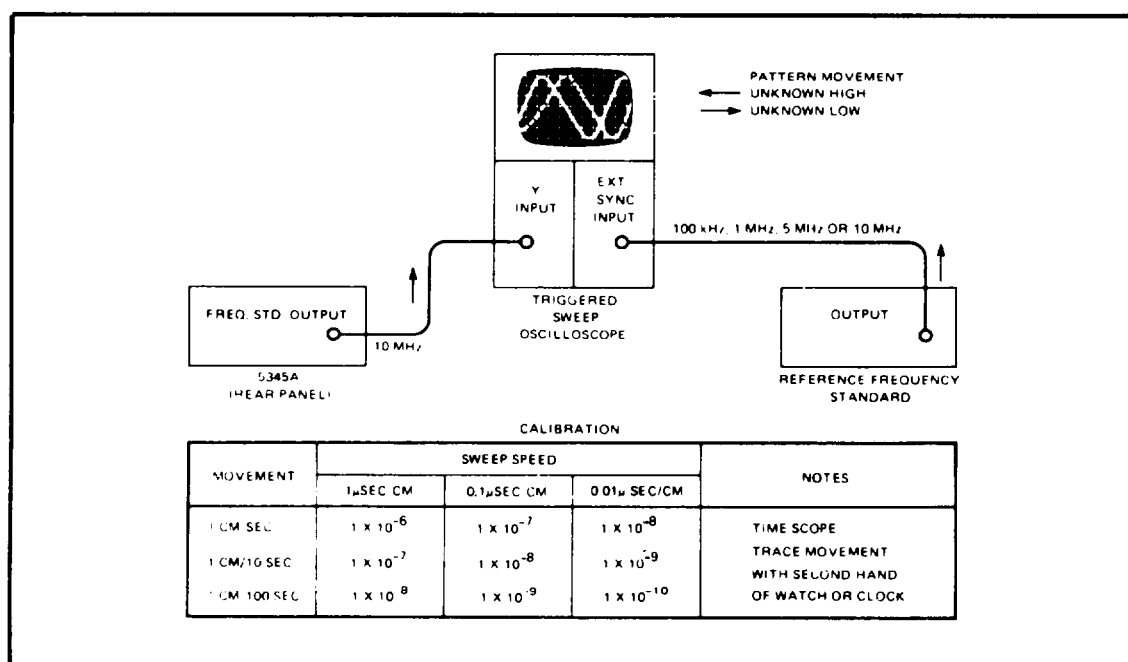 PATTERN MOVEMENT
UNKNOWN HIGH
UNKNOWN LOW
Y
INPUT
EXT
SYNC
INPUT
100 kHz, 1 MHz, 5 MHz OR 10 MHz
FREQ. STD. OUTPUT
10 MHz
5345A
(REAR PANEL)
TRIGGERED
SWEEP
OSCILLOSCOPE
OUTPUT
REFERENCE FREQUENCY
STANDARD
CALIBRATION
MOVEMENT
SWEEP SPEED
NOTES
1μSEC CM
0.1μSEC CM
0.01μ SEC/CM
1 CM SEC
1 X 10⁻⁶
1 X 10⁻⁷
1 X 10⁻⁸
TIME SCOPE
TRACE MOVEMENT
WITH SECOND HAND
OF WATCH OR CLOCK
1 CM/10 SEC
1 X 10⁻⁷
1 X 10⁻⁸
1 X 10⁻⁹
1 CM 100 SEC
1 X 10⁻⁸
1 X 10⁻⁹
1 X 10⁻¹⁰